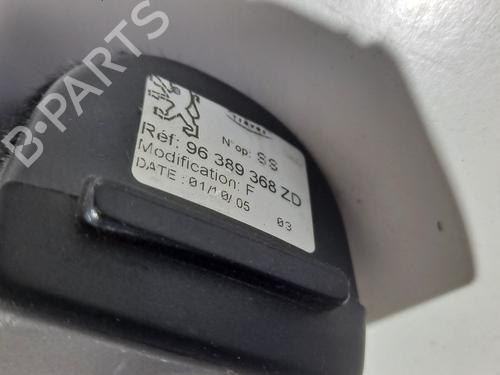 B-PARTS
N°op: SS
Réf: 96 389 368 ZD
Modification: F
DATE : 01/10/05 03